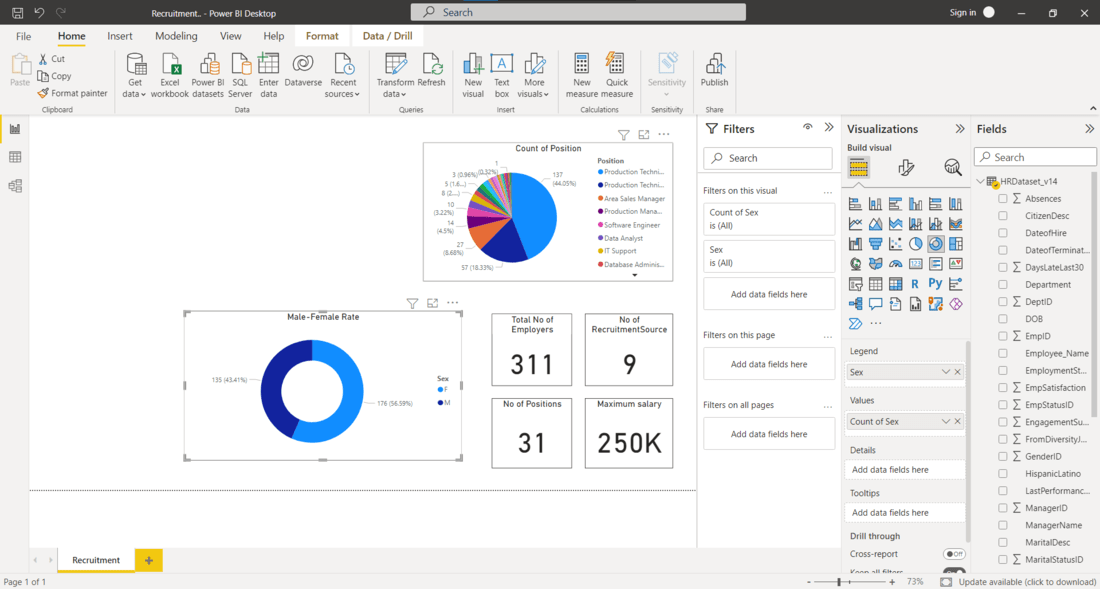 Recruitment.. - Power BI Desktop
Search
Sign in
File
Home
Insert
Modeling
View
Help
Format
Data / Drill
Paste
Cut
Copy
Format painter
Clipboard
Get data
Excel workbook
Power BI datasets
SQL Server
Enter data
Dataverse
Recent sources
Data
Transform data
Refresh
Queries
New visual
Text box
More visuals
Insert
New measure
Quick measure
Calculations
Sensitivity
Sensitivity
Publish
Share
Count of Position
1
(0.32%)
3 (0.96%)
5 (1.6...)
8 (2....)
10
(3.22%)
14
(4.5%)
27
(8.68%)
57 (18.33%)
137
(44.05%)
Position
Production Techni...
Production Techni...
Area Sales Manager
Production Mana...
Software Engineer
Data Analyst
IT Support
Database Adminis...
Male-Female Rate
135 (43.41%)
176 (56.59%)
Sex
F
M
Total No of
Employers
311
No of
RecruitmentSource
9
No of Positions
31
Maximum salary
250K
Filters
Search
Filters on this visual
Count of Sex
is (All)
Sex
is (All)
Add data fields here
Filters on this page
Add data fields here
Filters on all pages
Add data fields here
Visualizations
Build visual
R
Py
123
Legend
Sex
Values
Count of Sex
Details
Add data fields here
Tooltips
Add data fields here
Drill through
Cross-report
Off
Keep all filters
Fields
Search
HRDataset_v14
Absences
CitizenDesc
DateofHire
DateofTerminat...
DaysLateLast30
Department
DeptID
DOB
EmpID
Employee_Name
EmploymentSt...
EmpSatisfaction
EmpStatusID
EngagementSu...
FromDiversityJ...
GenderID
HispanicLatino
LastPerformanc...
ManagerID
ManagerName
MaritalDesc
MaritalStatusID
Recruitment
Page 1 of 1
73%
Update available (click to download)